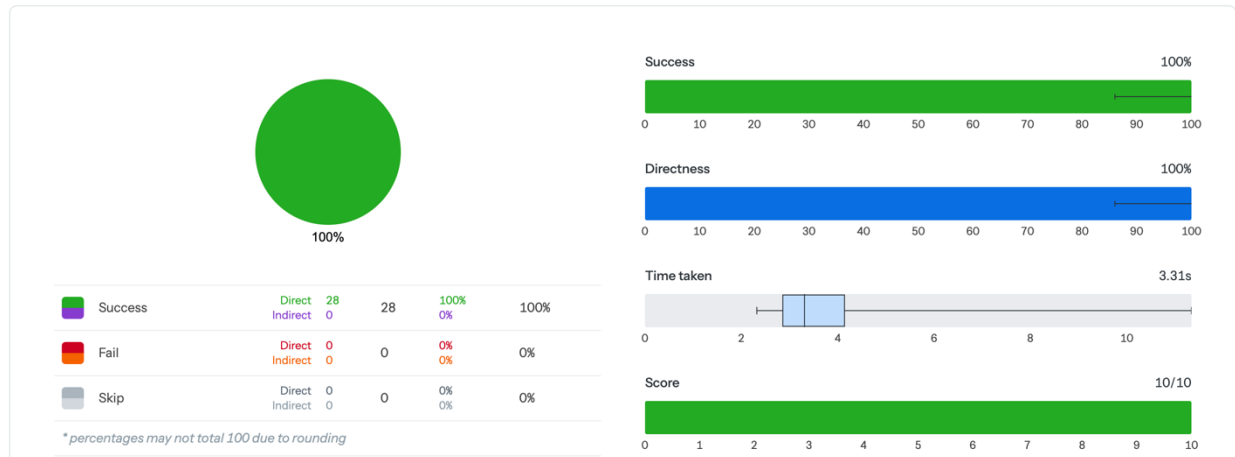 100%
Success Direct 28 28 100% 100%
Indirect 0 0%
Fail Direct 0 0 0% 0%
Indirect 0 0%
Skip Direct 0 0 0% 0%
Indirect 0 0%
* percentages may not total 100 due to rounding
Success 100%
0 10 20 30 40 50 60 70 80 90 100
Directness 100%
0 10 20 30 40 50 60 70 80 90 100
Time taken 3.31s
0 2 4 6 8 10
Score 10/10
0 1 2 3 4 5 6 7 8 9 10